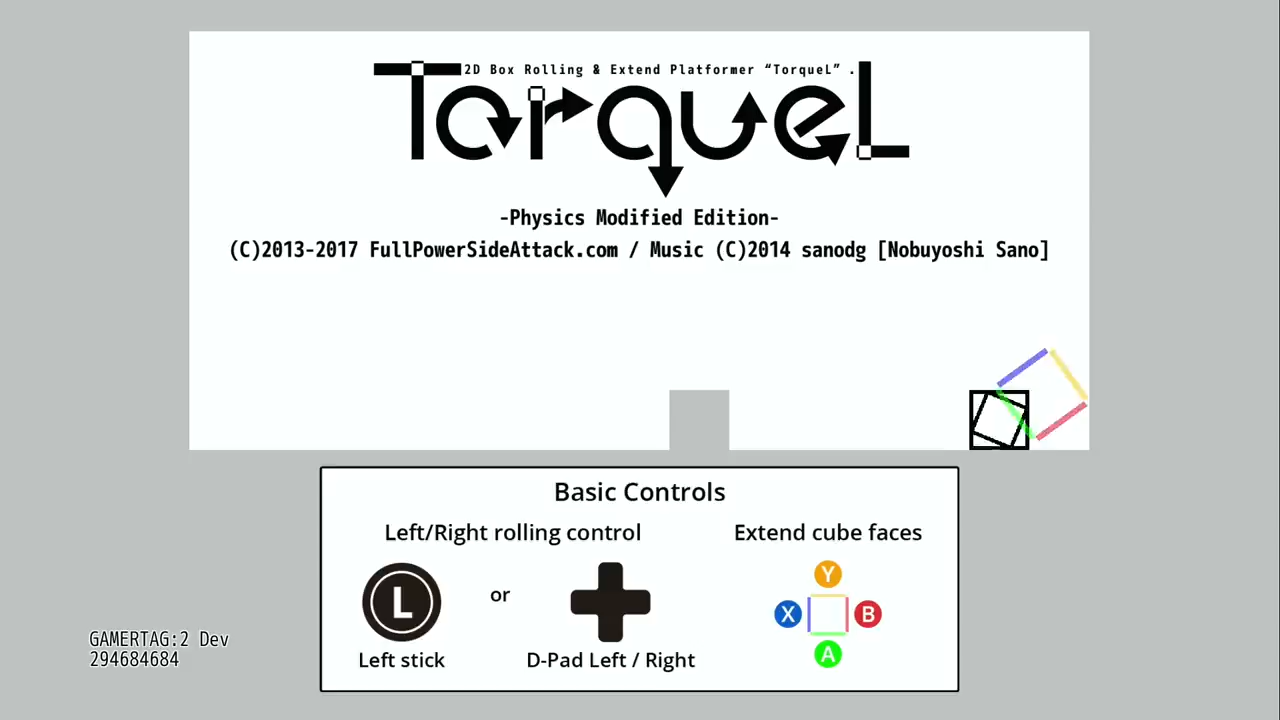 2D Box Rolling & Extend Platformer “TorqueL” .
TorqueL
-Physics Modified Edition-
(C)2013-2017 FullPowerSideAttack.com / Music (C)2014 sanodg [Nobuyoshi Sano]
Basic Controls
Left/Right rolling control
Extend cube faces
L
or
Y
X
B
A
Left stick
D-Pad Left / Right
GAMERTAG:2 Dev
294684684